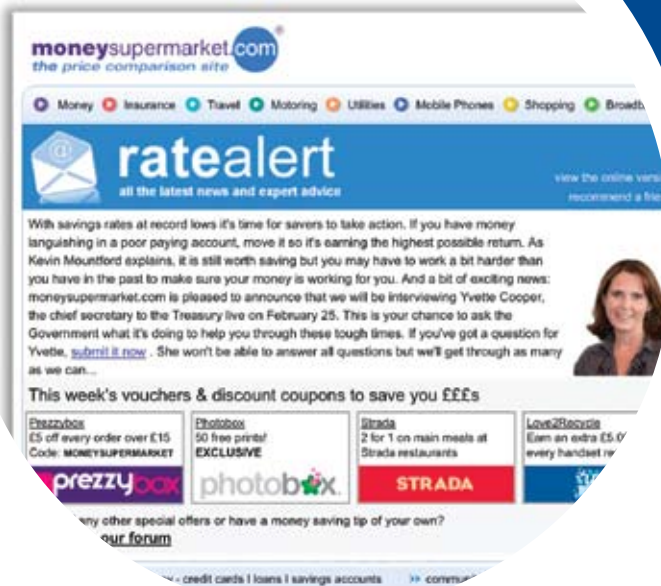 moneysupermarket.com®
the price comparison site
Money Insurance Travel Motoring Utilities Mobile Phones Shopping
ratealert
all the latest news and expert advice
view the online
recommend a
With savings rates at record lows it's time for savers to take action. If you have money
languishing in a poor paying account, move it so it's earning the highest possible return. As
Kevin Mountford explains, it is still worth saving but you may have to work a bit harder than
you have in the past to make sure your money is working for you. And a bit of exciting news:
moneysupermarket.com is pleased to announce that we will be interviewing Yvette Cooper,
the chief secretary to the Treasury live on February 25. This is your chance to ask the
Government what it's doing to help you through these tough times. If you've got a question for
Yvette, submit it now . She won't be able to answer all questions but we'll get through as many
as we can...
This week's vouchers & discount coupons to save you £££s
Prezzybox
£5 off every order over £15
Code: MONEYSUPERMARKET
prezzybox
Photobox
50 free prints!
EXCLUSIVE
photobox.
Strada
2 for 1 on main meals at
Strada restaurants
STRADA
Love2Recycle
Earn an extra
every handset
any other special offers or have a money saving tip of your own?
our forum
- credit cards | loans | savings accounts